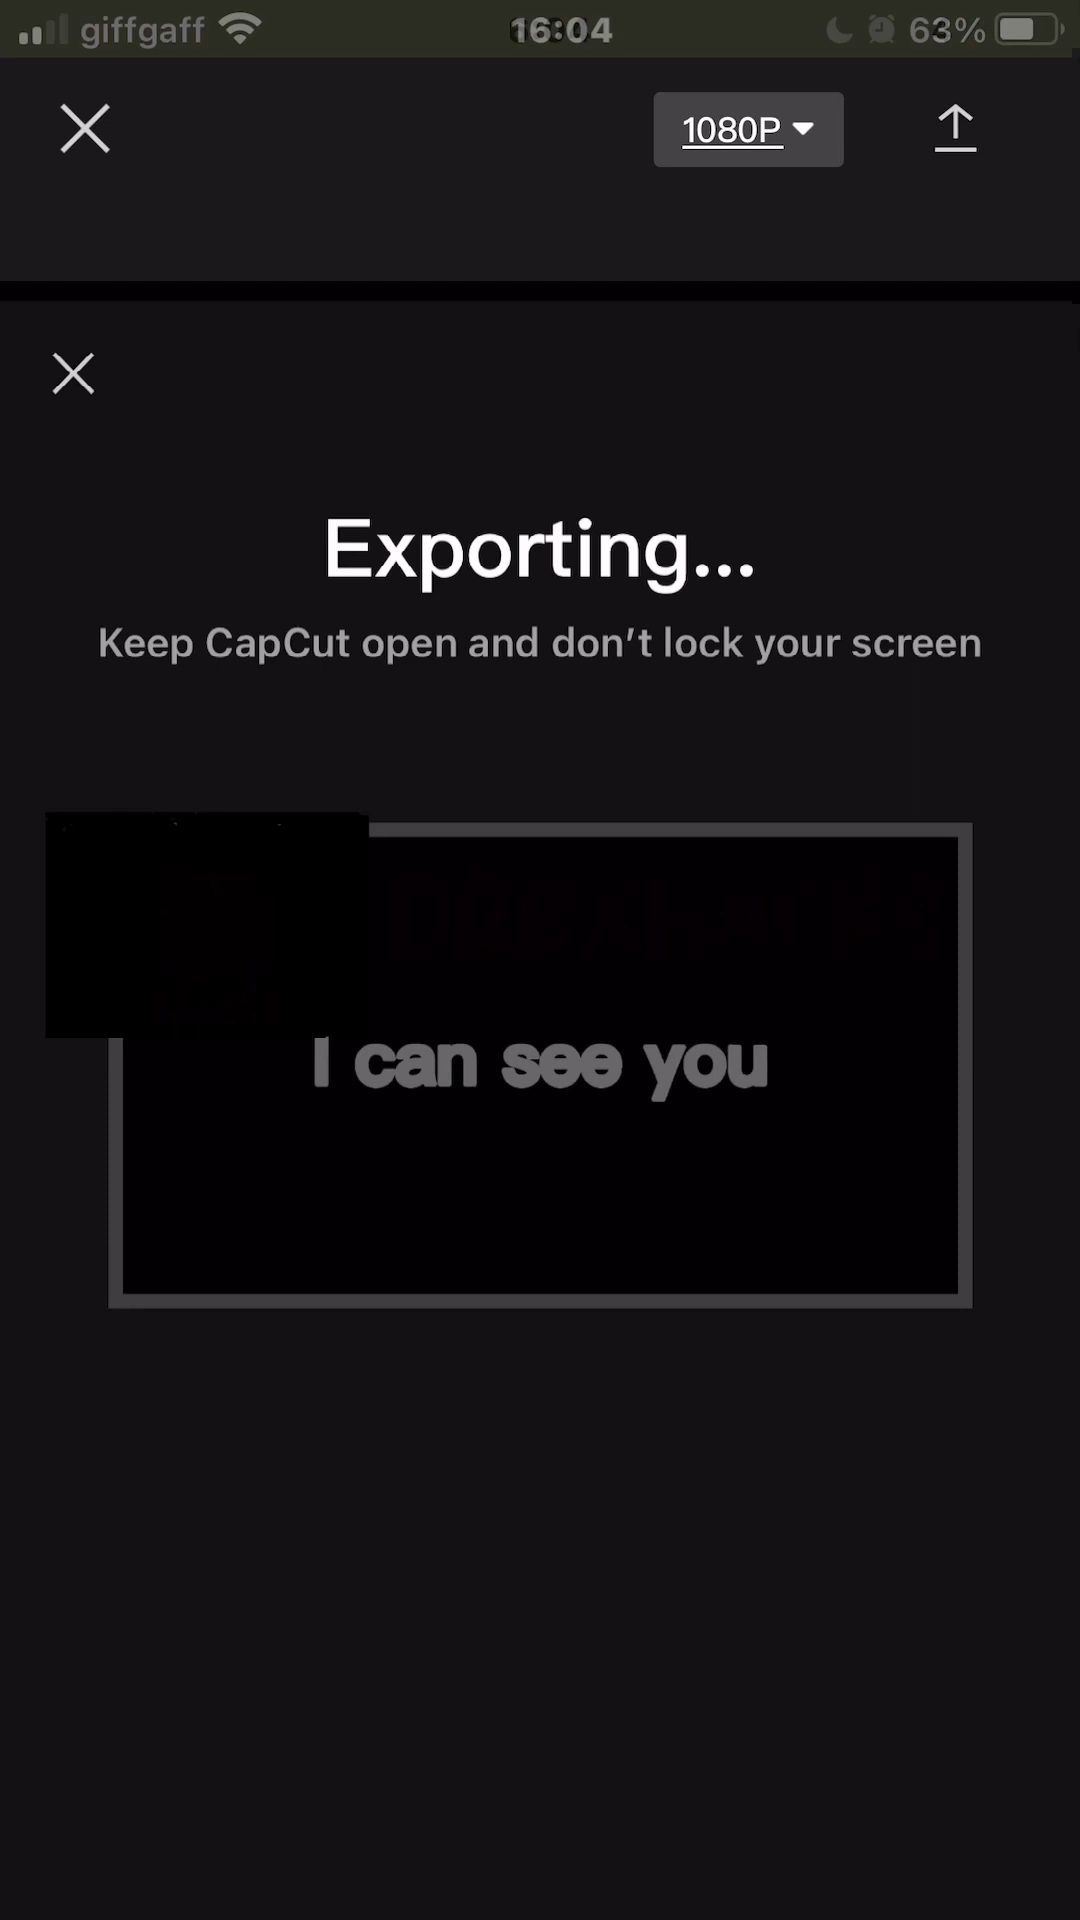 giffgaff 16:04 63%
1080P
Exporting...
Keep CapCut open and don't lock your screen
I can see you